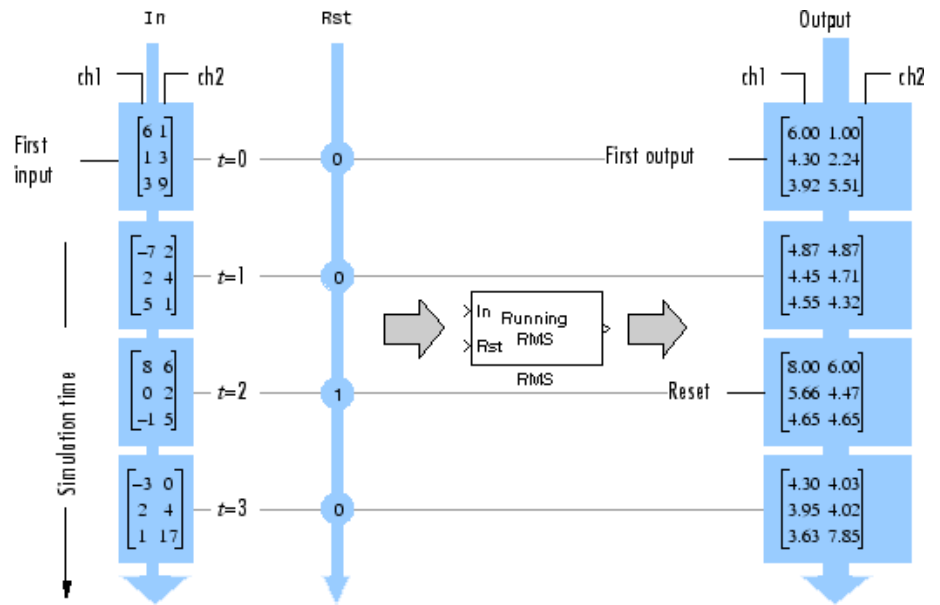 In
Rst
Output
ch1
ch2
ch1
ch2
First
input
6 1
1 3
3 9
t=0
0
First output
6.00 1.00
4.30 2.24
3.92 5.51
-7 2
2 4
5 1
t=1
0
4.87 4.87
4.45 4.71
4.55 4.32
In
Rst
Running
RMS
RMS
Simulation time
8 6
0 2
-1 5
t=2
1
Reset
8.00 6.00
5.66 4.47
4.65 4.65
-3 0
2 4
1 17
t=3
0
4.30 4.03
3.95 4.02
3.63 7.85